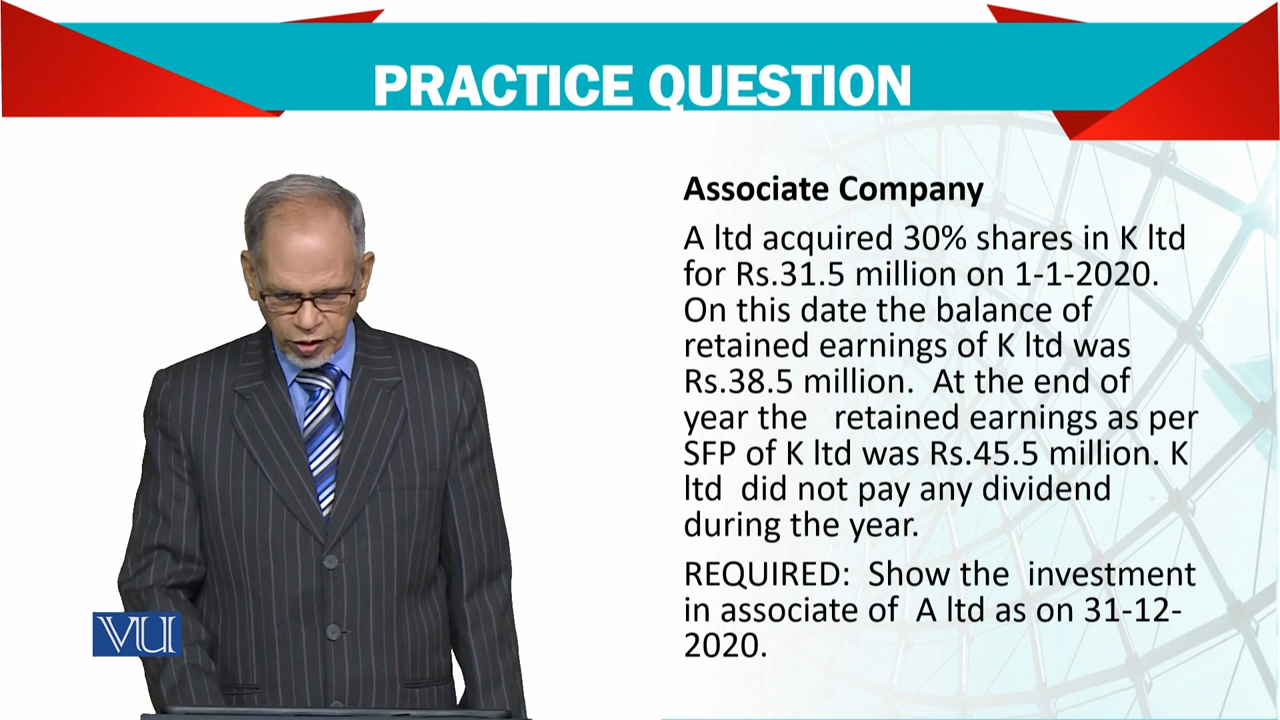 PRACTICE QUESTION
Associate Company
A ltd acquired 30% shares in K ltd
for Rs.31.5 million on 1-1-2020.
On this date the balance of
retained earnings of K ltd was
Rs.38.5 million.  At the end of
year the   retained earnings as per
SFP of K ltd was Rs.45.5 million. K
ltd  did not pay any dividend
during the year.
REQUIRED:  Show the  investment
in associate of  A ltd as on 31-12-
2020.
VU